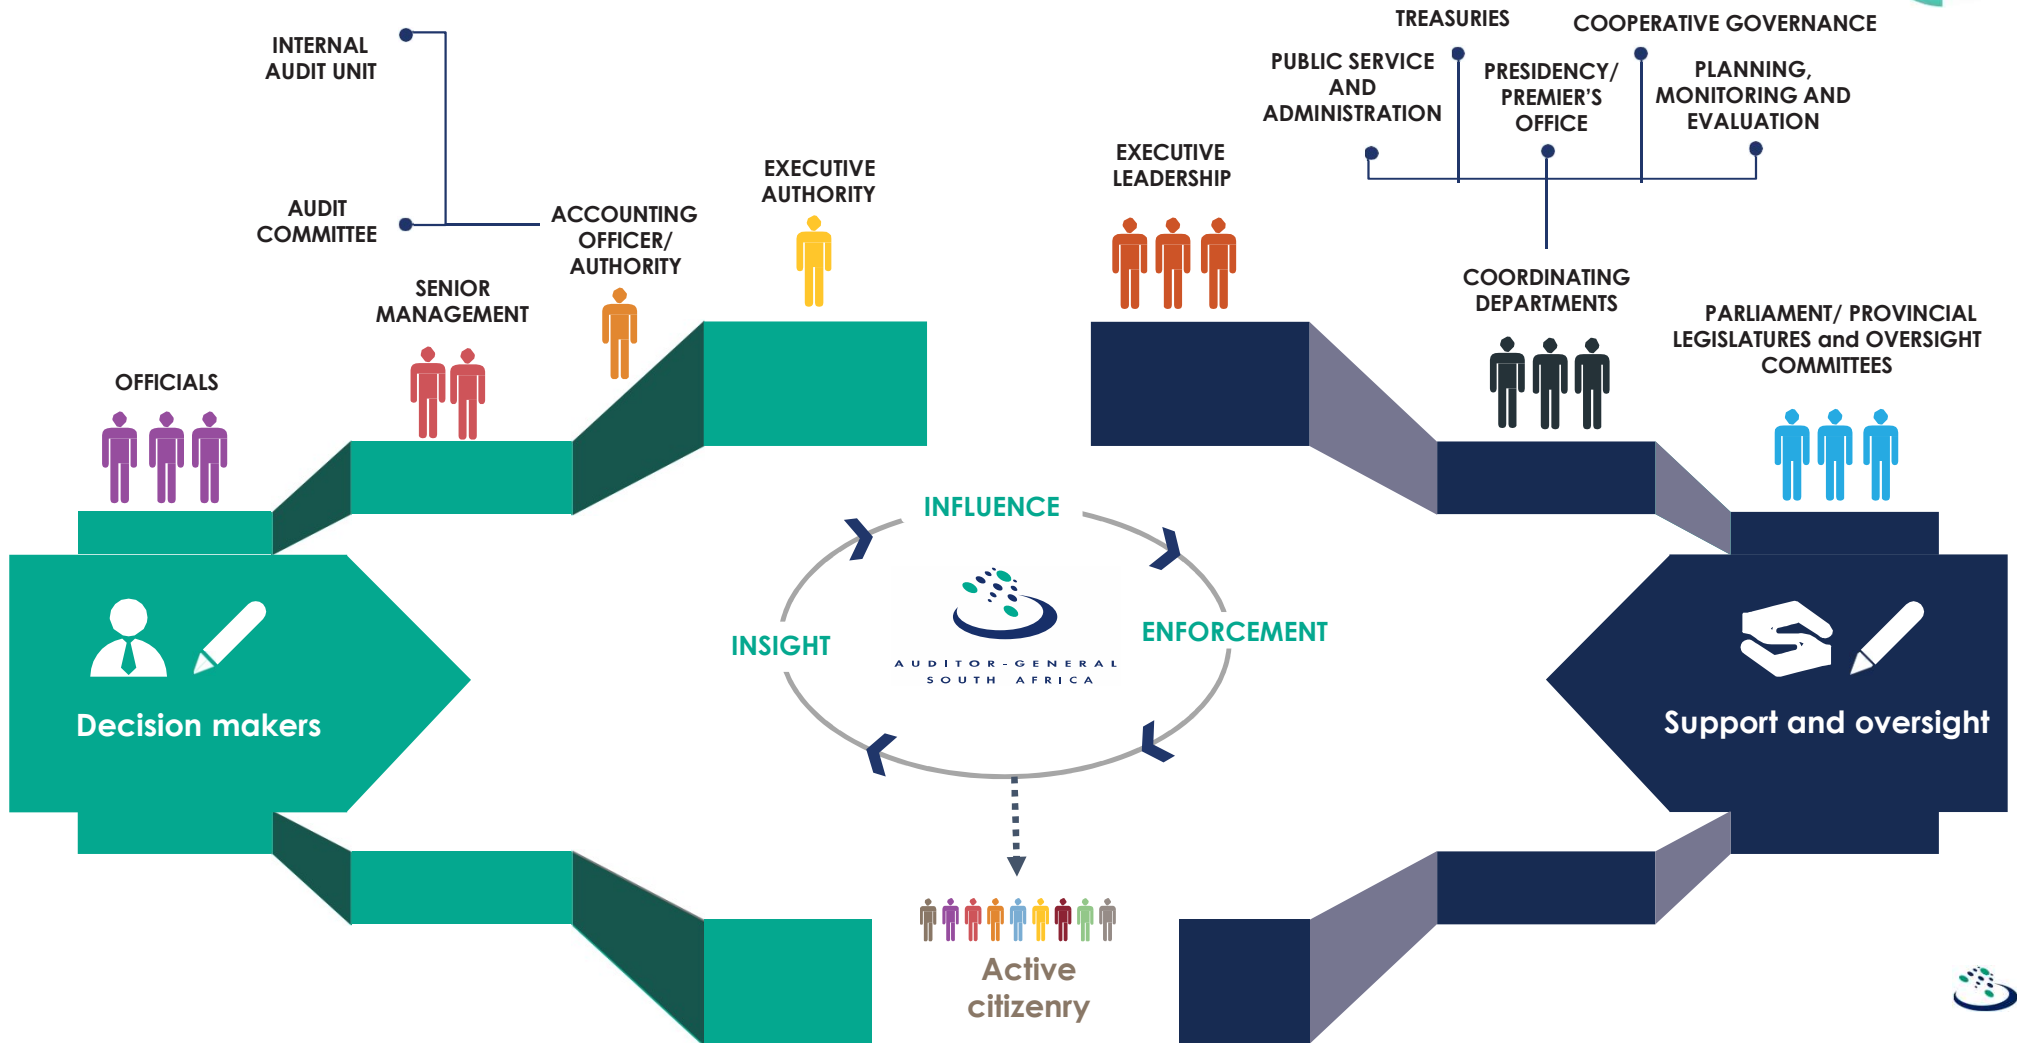 INTERNAL
AUDIT UNIT
AUDIT
COMMITTEE
ACCOUNTING
OFFICER/
AUTHORITY
EXECUTIVE
AUTHORITY
SENIOR
MANAGEMENT
OFFICIALS
Decision makers
TREASURIES
COOPERATIVE GOVERNANCE
PUBLIC SERVICE
AND
ADMINISTRATION
PRESIDENCY/
PREMIER'S
OFFICE
PLANNING,
MONITORING AND
EVALUATION
EXECUTIVE
LEADERSHIP
COORDINATING
DEPARTMENTS
PARLIAMENT/ PROVINCIAL
LEGISLATURES and OVERSIGHT
COMMITTEES
Support and oversight
INFLUENCE
INSIGHT
ENFORCEMENT
AUDITOR-GENERAL
SOUTH AFRICA
Active
citizenry